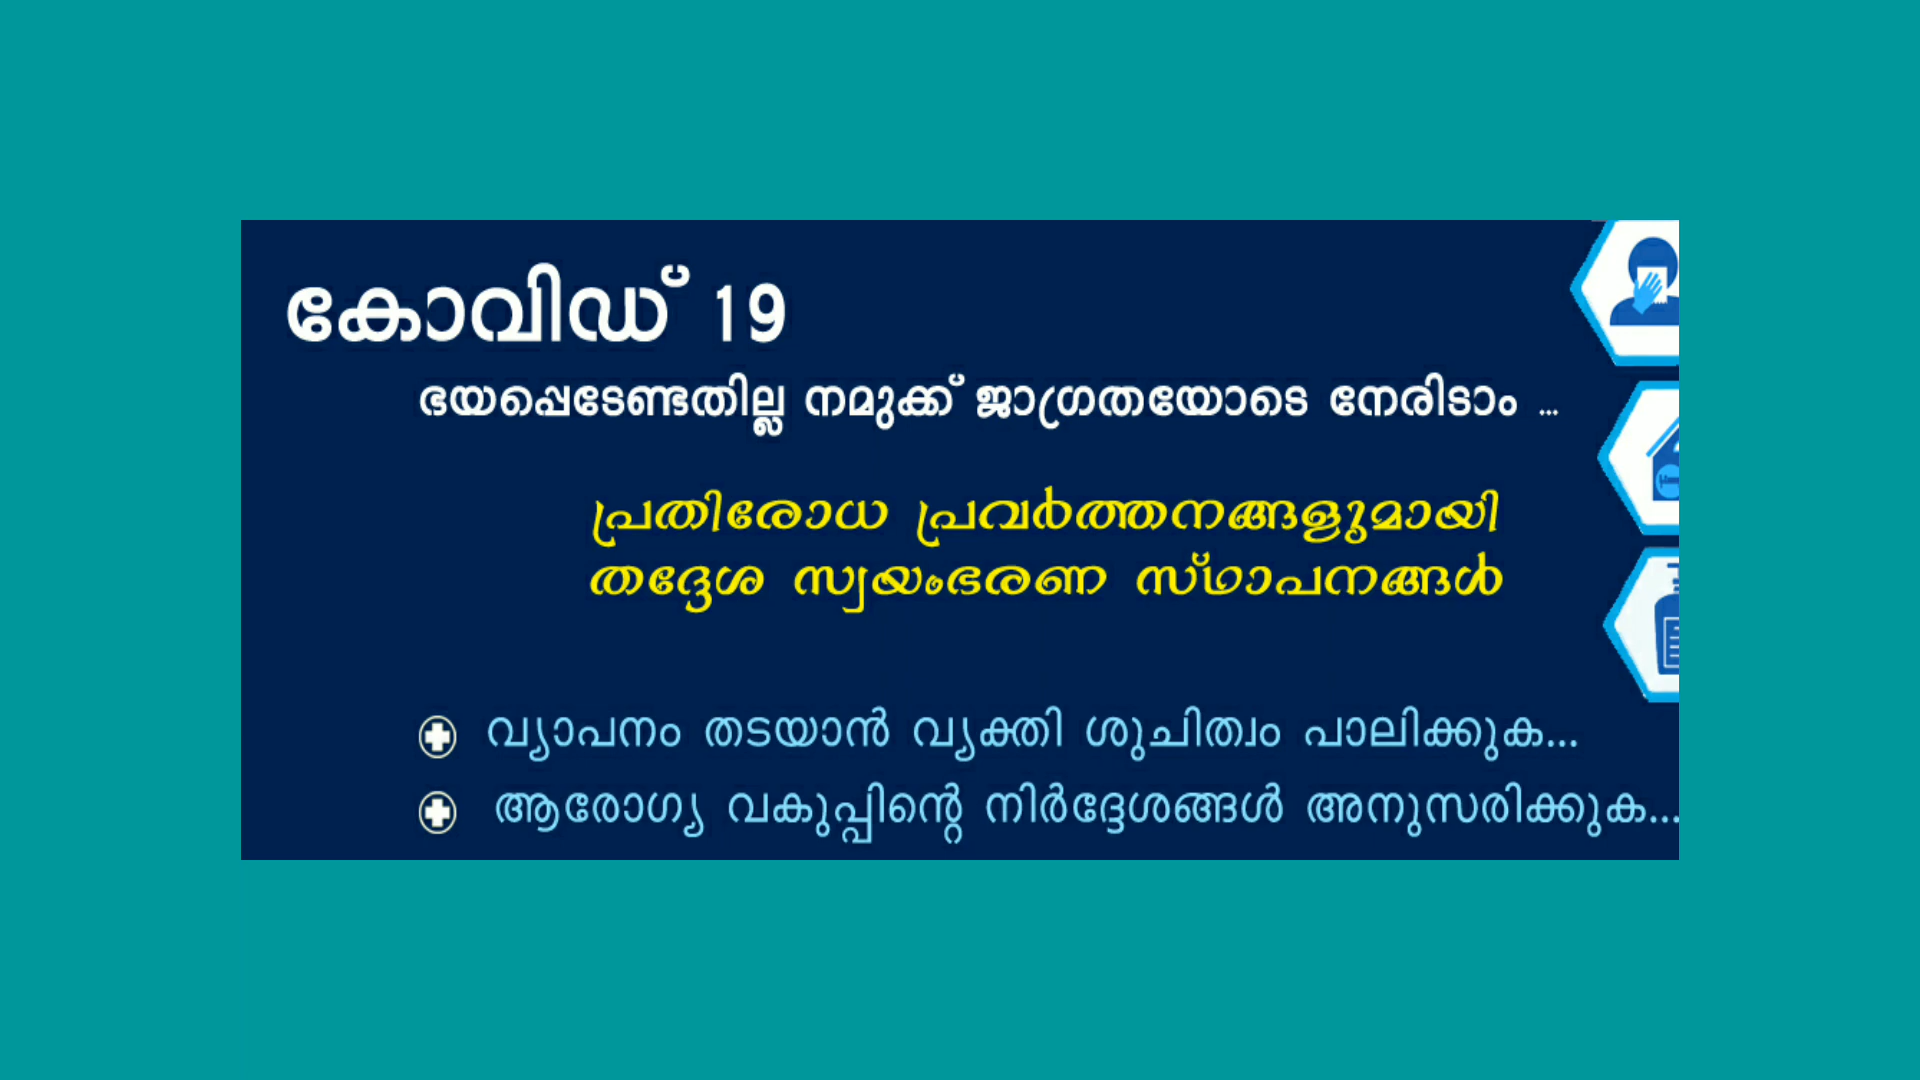 കോവിഡ് 19
ഭയപ്പെടേണ്ടതില്ല നമുക്ക് ജാഗ്രതയോടെ നേരിടാം ...
പ്രതിരോധ പ്രവർത്തനങ്ങളുമായി
തദ്ദേശ സ്വയംഭരണ സ്ഥാപനങ്ങൾ
വ്യാപനം തടയാൻ വ്യക്തി ശുചിത്വം പാലിക്കുക...
ആരോഗ്യ വകുപ്പിന്റെ നിർദ്ദേശങ്ങൾ അനുസരിക്കുക...